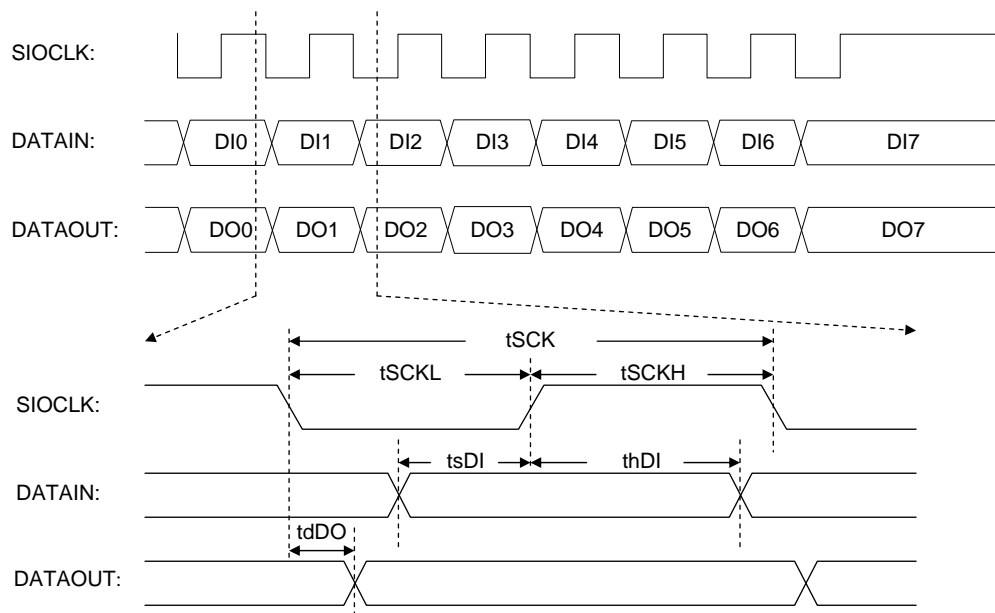 SIOCLK:
DATAIN: DI0 DI1 DI2 DI3 DI4 DI5 DI6 DI7
DATAOUT: DO0 DO1 DO2 DO3 DO4 DO5 DO6 DO7
tSCK
tSCKL tSCKH
SIOCLK:
tsDI thDI
DATAIN:
tdDO
DATAOUT: